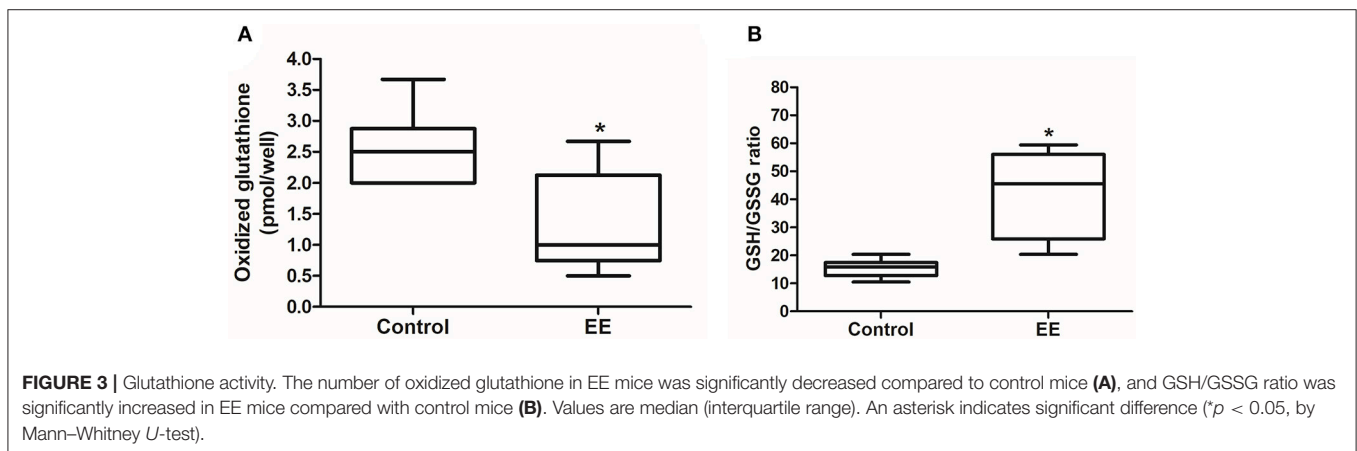 A
Oxidized glutathione
(pmol/well)
4.0
3.5
3.0
2.5
2.0
1.5
1.0
0.5
0.0
*
Control
EE
B
GSH/GSSG ratio
80
70
60
50
40
30
20
10
0
*
Control
EE
FIGURE 3 | Glutathione activity. The number of oxidized glutathione in EE mice was significantly decreased compared to control mice (A), and GSH/GSSG ratio was
significantly increased in EE mice compared with control mice (B). Values are median (interquartile range). An asterisk indicates significant difference (*p < 0.05, by
Mann–Whitney U-test).